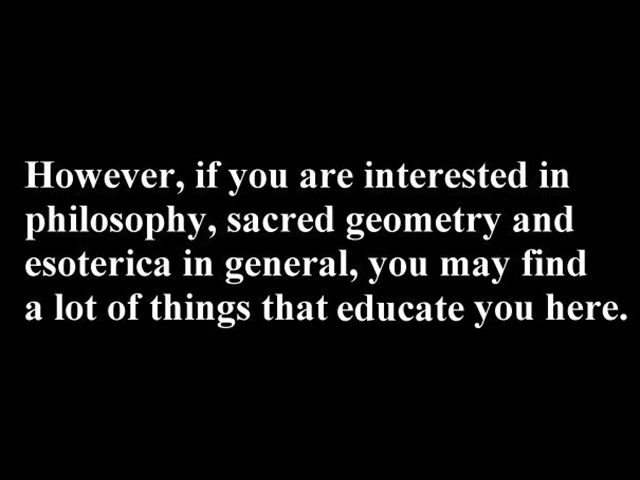 However, if you are interested in
philosophy, sacred geometry and
esoterica in general, you may find
a lot of things that educate you here.